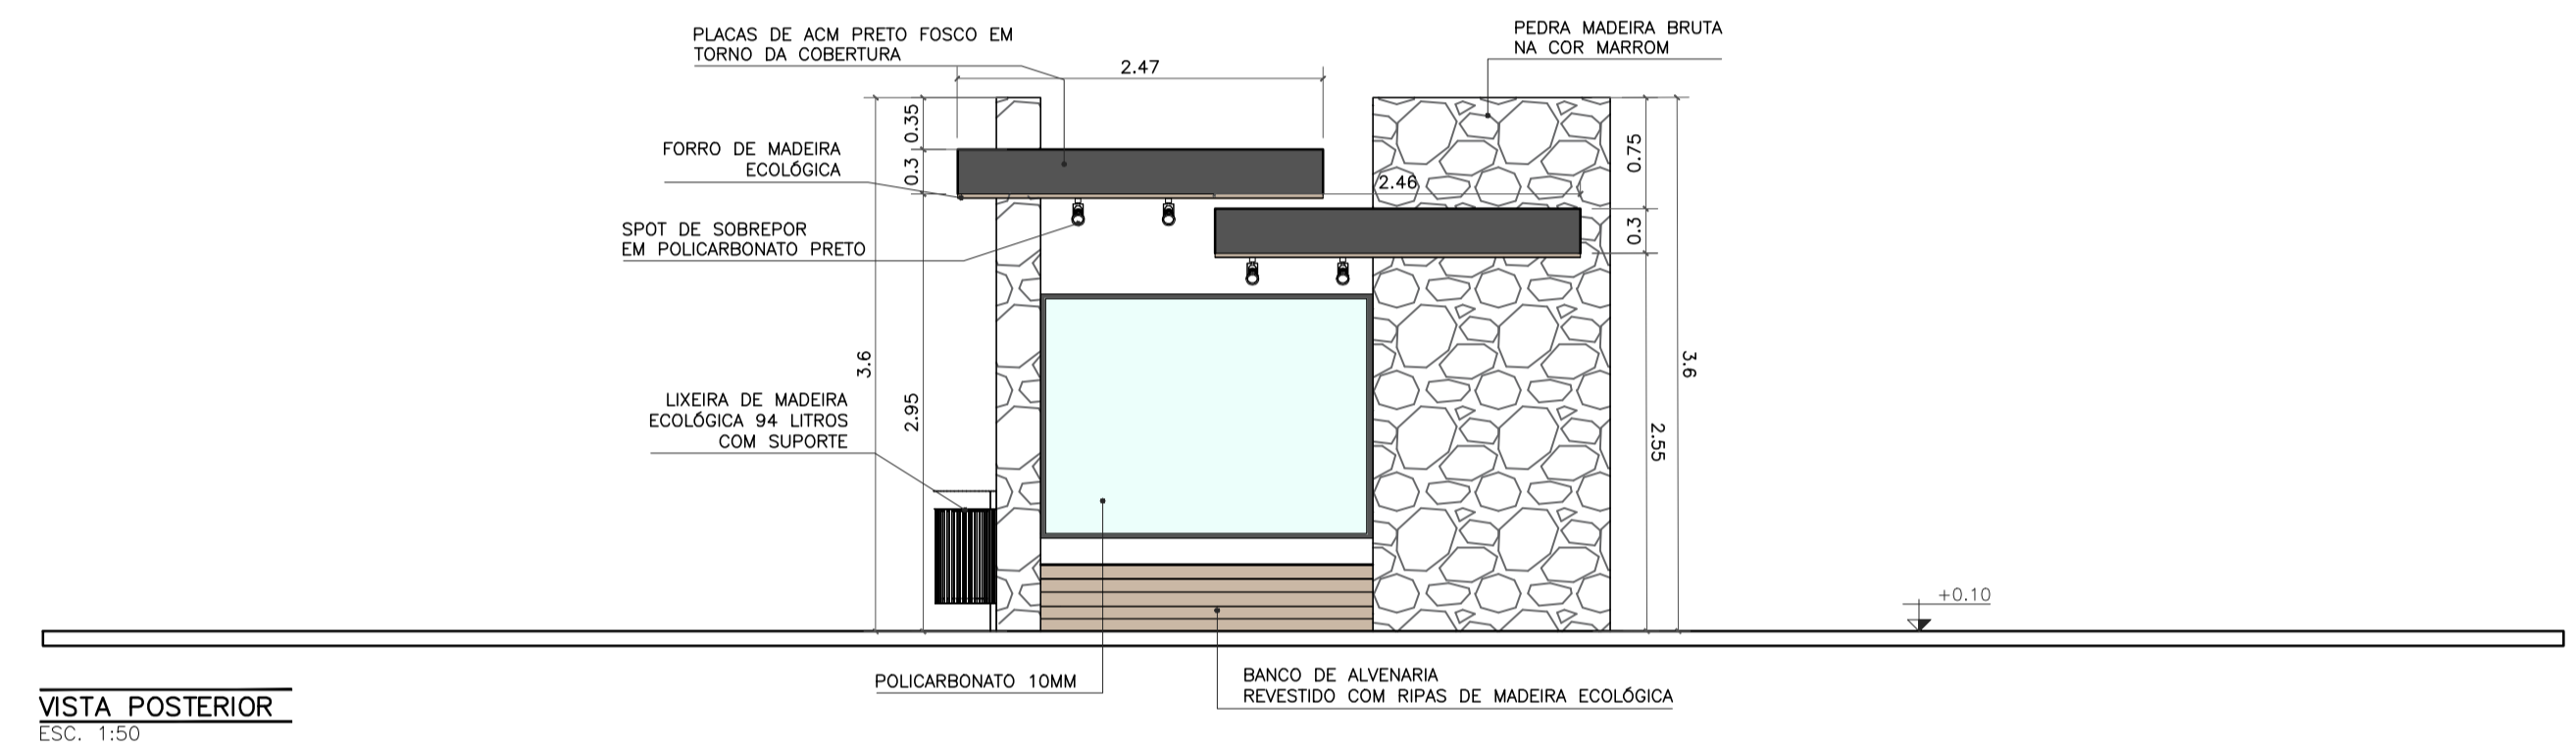 PLACAS DE ACM PRETO FOSCO EM
TORNO DA COBERTURA
PEDRA MADEIRA BRUTA
NA COR MARROM
2.47
0.35
0.3
FORRO DE MADEIRA
ECOLÓGICA
0.75
2.46
0.3
SPOT DE SOBREPOR
EM POLICARBONATO PRETO
3.6
2.95
3.6
2.55
LIXEIRA DE MADEIRA
ECOLÓGICA 94 LITROS
COM SUPORTE
+0.10
POLICARBONATO 10MM
BANCO DE ALVENARIA
REVESTIDO COM RIPAS DE MADEIRA ECOLÓGICA
VISTA POSTERIOR
ESC. 1:50